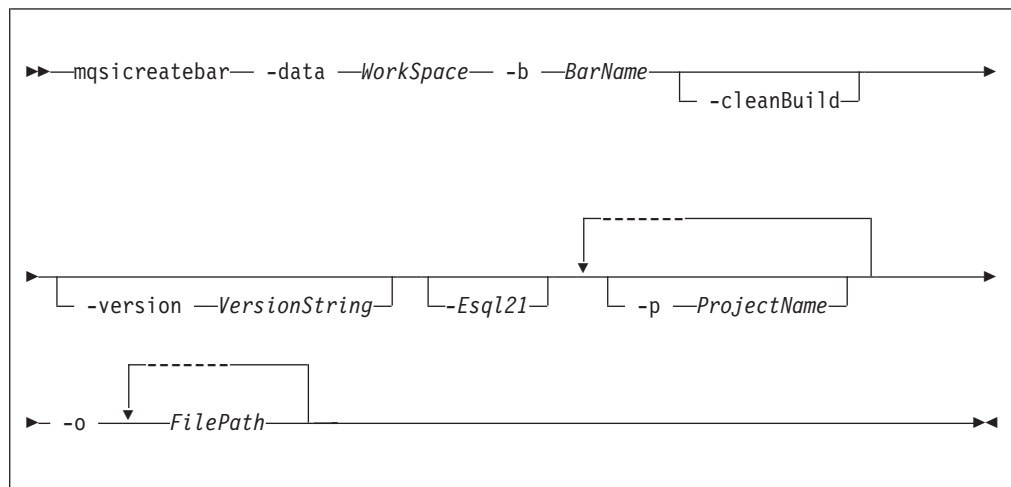 mqsicreatebar -data WorkSpace -b BarName
-cleanBuild
-version VersionString -Esql21 -p ProjectName
-o FilePath